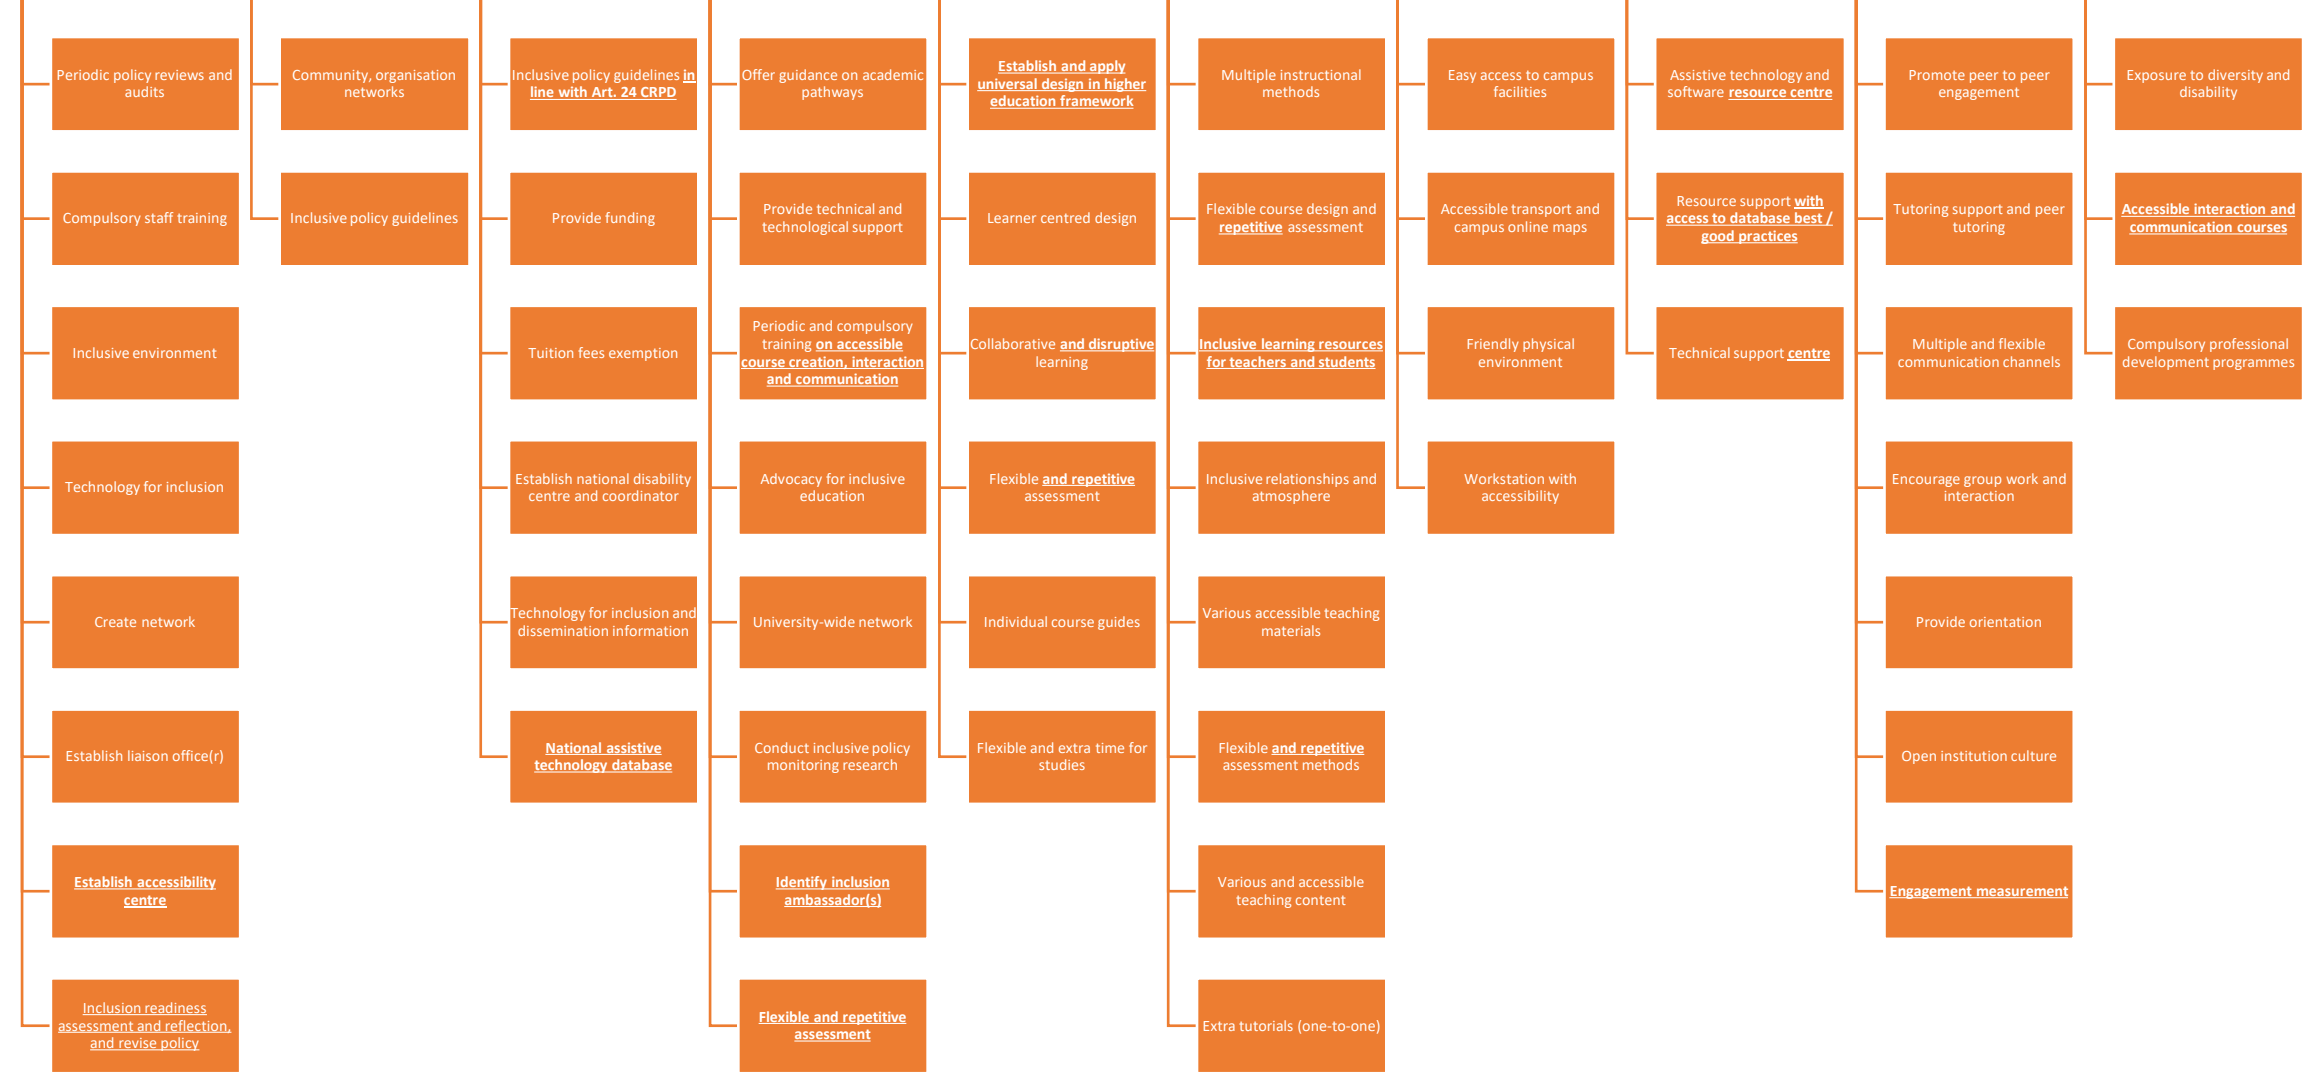 Periodic policy reviews and
audits
Compulsory staff training
Inclusive environment
Technology for inclusion
Create network
Establish liaison office(r)
Establish accessibility
centre
Inclusion readiness
assessment and reflection,
and revise policy
Community, organisation
networks
Inclusive policy guidelines
Inclusive policy guidelines in
line with Art. 24 CRPD
Provide funding
Tuition fees exemption
Establish national disability
centre and coordinator
Technology for inclusion and
dissemination information
National assistive
technology database
Offer guidance on academic
pathways
Provide technical and
technological support
Periodic and compulsory
training on accessible
course creation, interaction
and communication
Advocacy for inclusive
education
University-wide network
Conduct inclusive policy
monitoring research
Identify inclusion
ambassador(s)
Flexible and repetitive
assessment
Establish and apply
universal design in higher
education framework
Learner centred design
Collaborative and disruptive
learning
Flexible and repetitive
assessment
Individual course guides
Flexible and extra time for
studies
Multiple instructional
methods
Flexible course design and
repetitive assessment
Inclusive learning resources
for teachers and students
Inclusive relationships and
atmosphere
Various accessible teaching
materials
Flexible and repetitive
assessment methods
Various and accessible
teaching content
Extra tutorials (one-to-one)
Easy access to campus
facilities
Accessible transport and
campus online maps
Friendly physical
environment
Workstation with
accessibility
Assistive technology and
software resource centre
Resource support with
access to database best /
good practices
Technical support centre
Promote peer to peer
engagement
Tutoring support and peer
tutoring
Multiple and flexible
communication channels
Encourage group work and
interaction
Provide orientation
Open institution culture
Engagement measurement
Exposure to diversity and
disability
Accessible interaction and
communication courses
Compulsory professional
development programmes